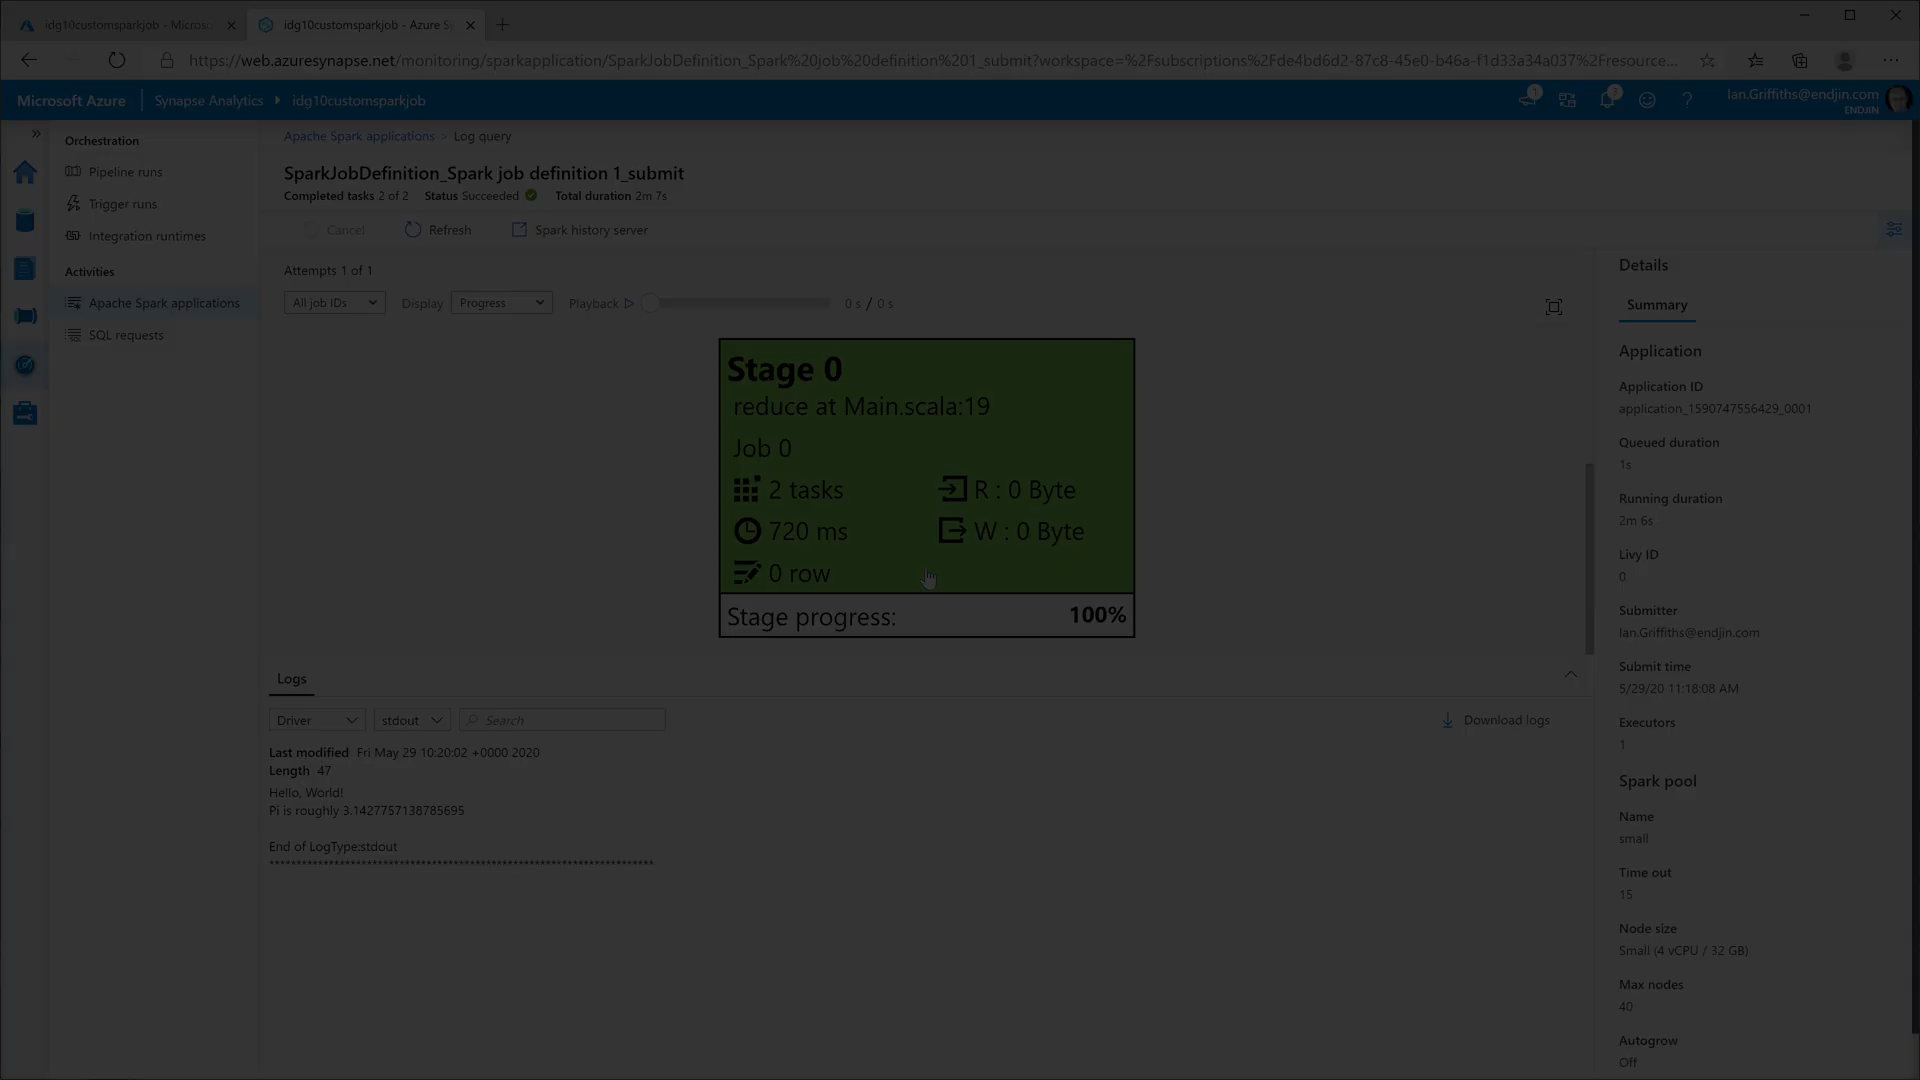 idg10customsparkjob - Micros
idg10customsparkjob - Azure S
https://web.azuresynapse.net/monitoring/sparkapplication/SparkJobDefinition_Spark%20job%20definition%201_submit?workspace=%2Fsubscriptions%2Fde4bd6d2-87c8-45e0-b46a-f1d33a34a037%2Fresource...
Microsoft Azure
Synapse Analytics
idg10customsparkjob
1
3
Ian.Griffiths@endjin.com
ENDJIN
Orchestration
Pipeline runs
Trigger runs
Integration runtimes
Activities
Apache Spark applications
SQL requests
Apache Spark applications > Log query
SparkJobDefinition_Spark job definition 1_submit
Completed tasks 2 of 2 Status Succeeded Total duration 2m 7s
Cancel Refresh Spark history server
Attempts 1 of 1
All job IDs Display Progress Playback 0 s / 0 s
Stage 0
reduce at Main.scala:19
Job 0
2 tasks R : 0 Byte
720 ms W : 0 Byte
0 row
Stage progress: 100%
Logs
Driver stdout Search Download logs
Last modified Fri May 29 10:20:02 +0000 2020
Length 47
Hello, World!
Pi is roughly 3.1427757138785695
End of LogType:stdout
***********************************************************************
Details
Summary
Application
Application ID
application_1590747556429_0001
Queued duration
1s
Running duration
2m 6s
Livy ID
0
Submitter
Ian.Griffiths@endjin.com
Submit time
5/29/20 11:18:08 AM
Executors
1
Spark pool
Name
small
Time out
15
Node size
Small (4 vCPU / 32 GB)
Max nodes
40
Autogrow
Off